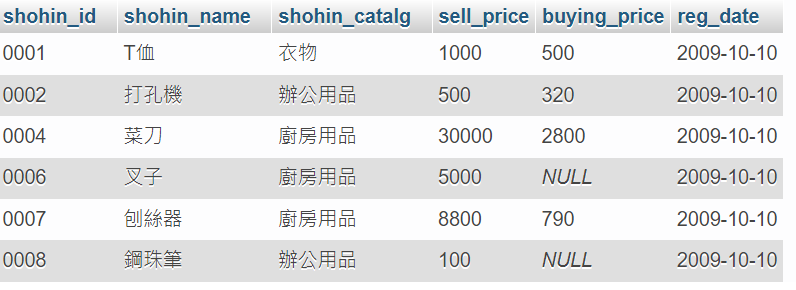 shohin_id shohin_name shohin_catalg sell_price buying_price reg_date
0001 T恤 衣物 1000 500 2009-10-10
0002 打孔機 辦公用品 500 320 2009-10-10
0004 菜刀 廚房用品 30000 2800 2009-10-10
0006 叉子 廚房用品 5000 NULL 2009-10-10
0007 刨絲器 廚房用品 8800 790 2009-10-10
0008 鋼珠筆 辦公用品 100 NULL 2009-10-10